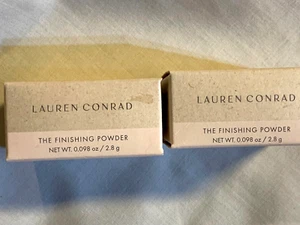 LAUREN CONRAD
THE FINISHING POWDER
NET WT. 0.098 oz / 2.8 g
LAUREN CONRAD
THE FINISHING POWDER
NET WT. 0.098 oz / 2.8 g